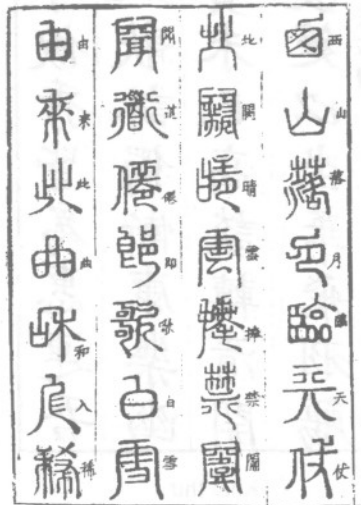 西山落月臨天仗
北闕晴雲捧禁闈
聞道僊郎歌白雪
由來此曲和人稀